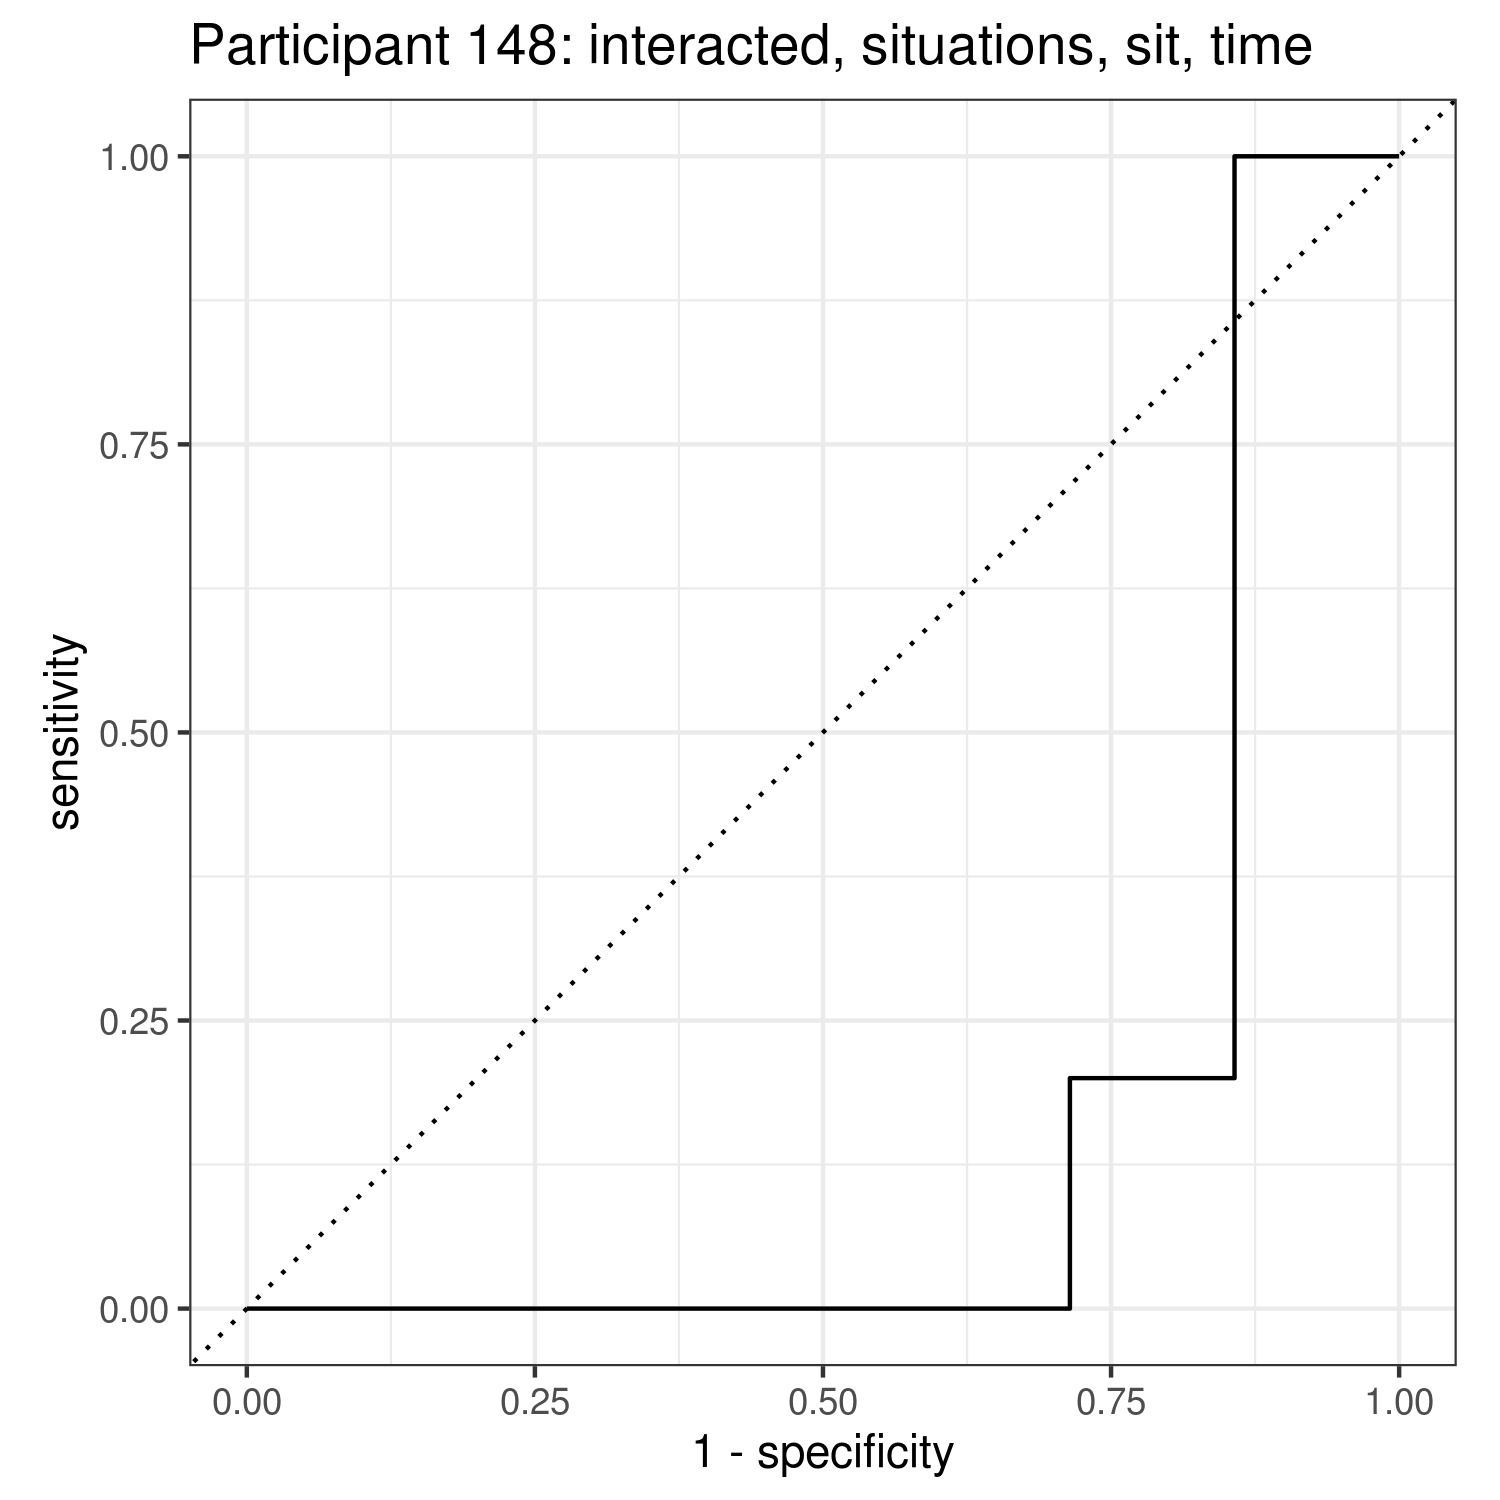 Participant 148: interacted, situations, sit, time
1.00
0.75
0.50
0.25
0.00
sensitivity
0.00 0.25 0.50 0.75 1.00
1 - specificity